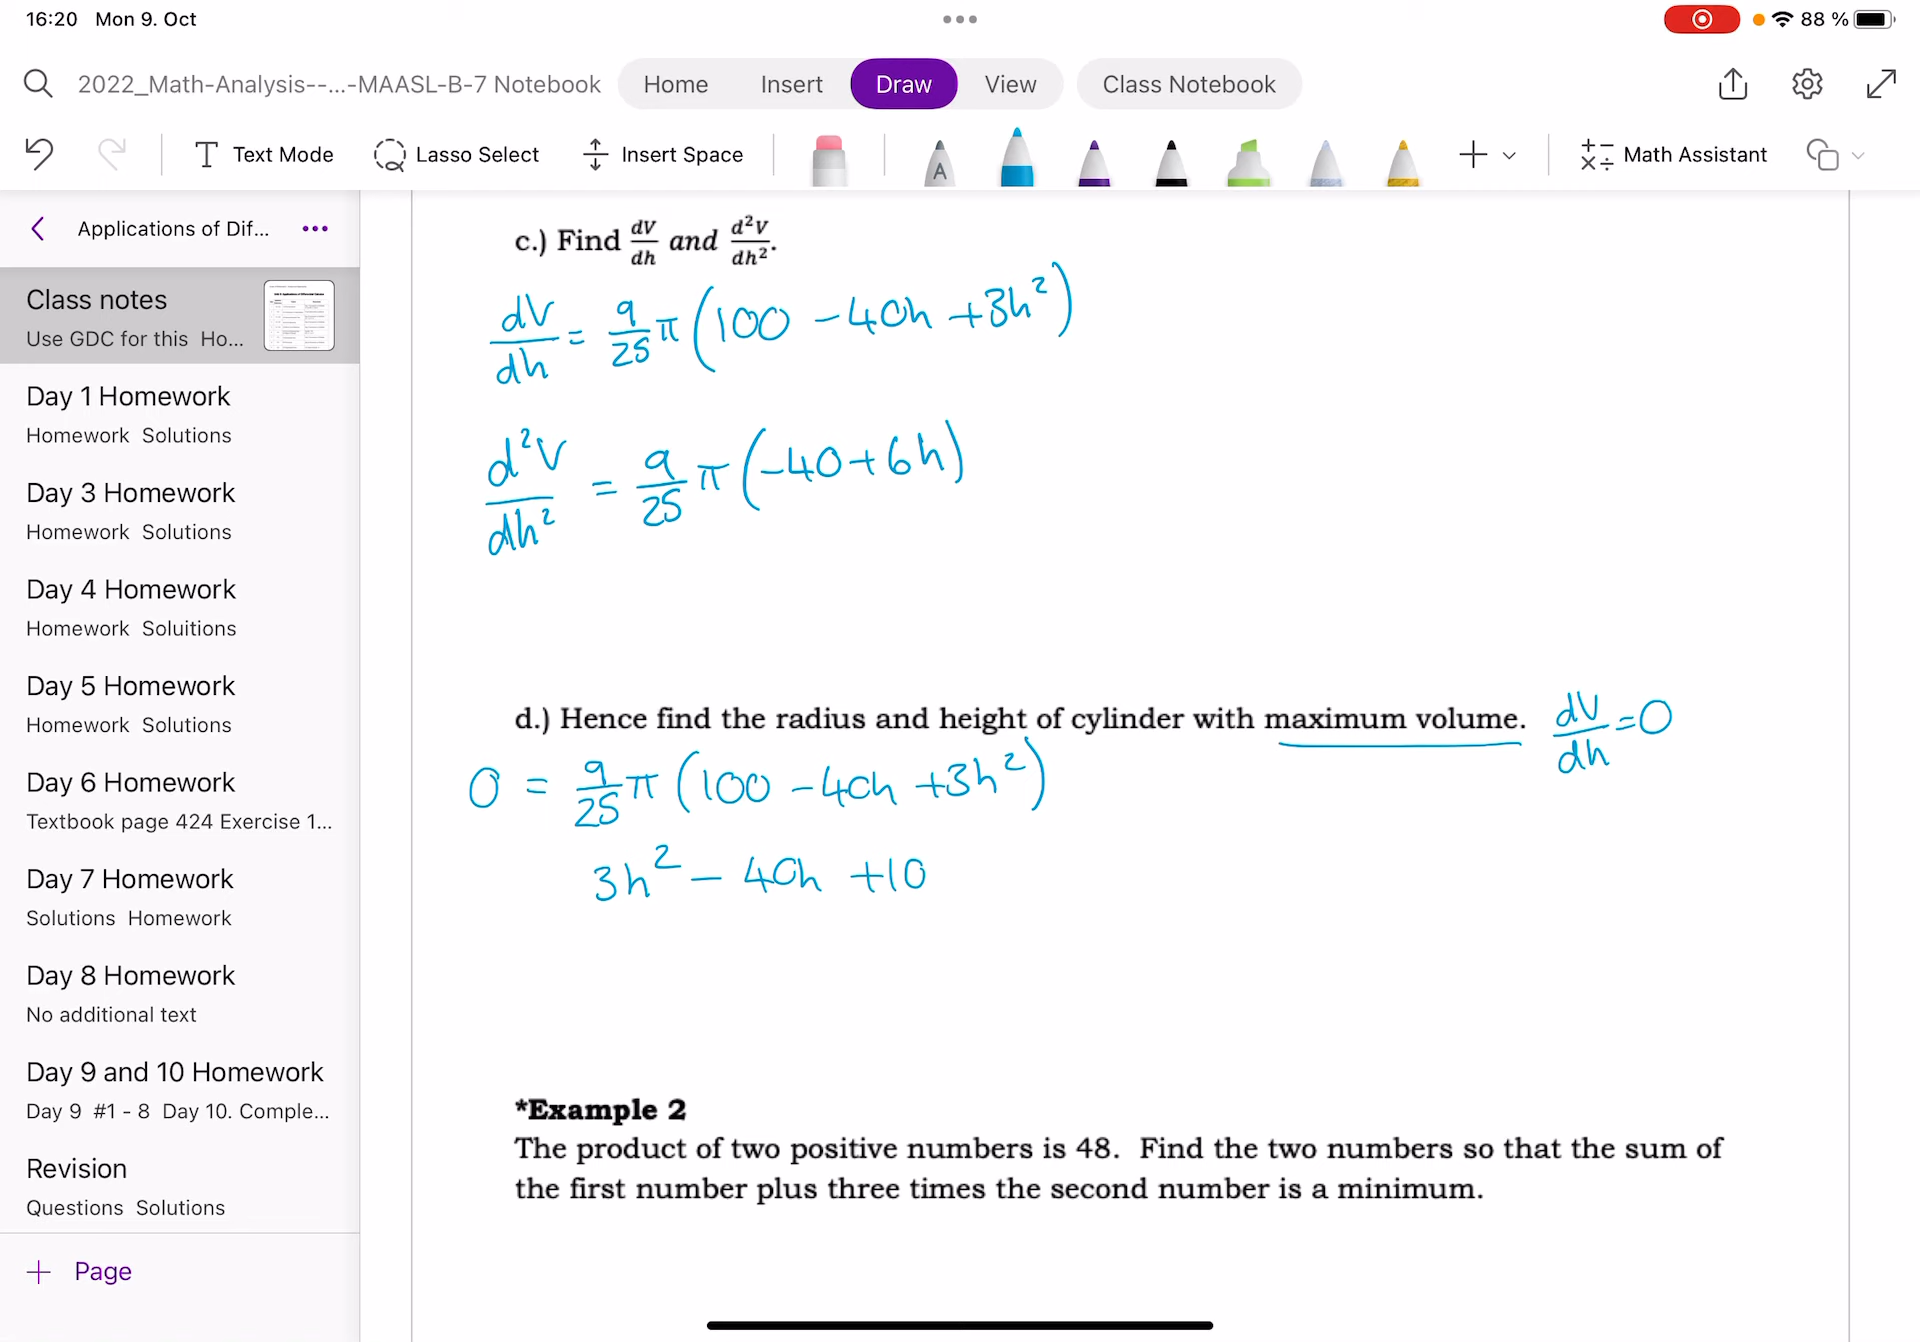 16:20 Mon 9. Oct
88 %
2022_Math-Analysis--...-MAASL-B-7 Notebook Home Insert Draw View Class Notebook
Text Mode Lasso Select Insert Space A Math Assistant
Applications of Dif...
Class notes
Use GDC for this Ho...
Day 1 Homework
Homework Solutions
Day 3 Homework
Homework Solutions
Day 4 Homework
Homework Soluitions
Day 5 Homework
Homework Solutions
Day 6 Homework
Textbook page 424 Exercise 1...
Day 7 Homework
Solutions Homework
Day 8 Homework
No additional text
Day 9 and 10 Homework
Day 9 #1 - 8 Day 10. Comple...
Revision
Questions Solutions
+ Page
c.) Find dV/dh and d²V/dh².
dV/dh = 9/25 π (100 - 40h + 3h²)
d²V/dh² = 9/25 π (-40 + 6h)
d.) Hence find the radius and height of cylinder with maximum volume. dV/dh = 0
0 = 9/25 π (100 - 40h + 3h²)
3h² - 40h + 10
*Example 2
The product of two positive numbers is 48. Find the two numbers so that the sum of
the first number plus three times the second number is a minimum.